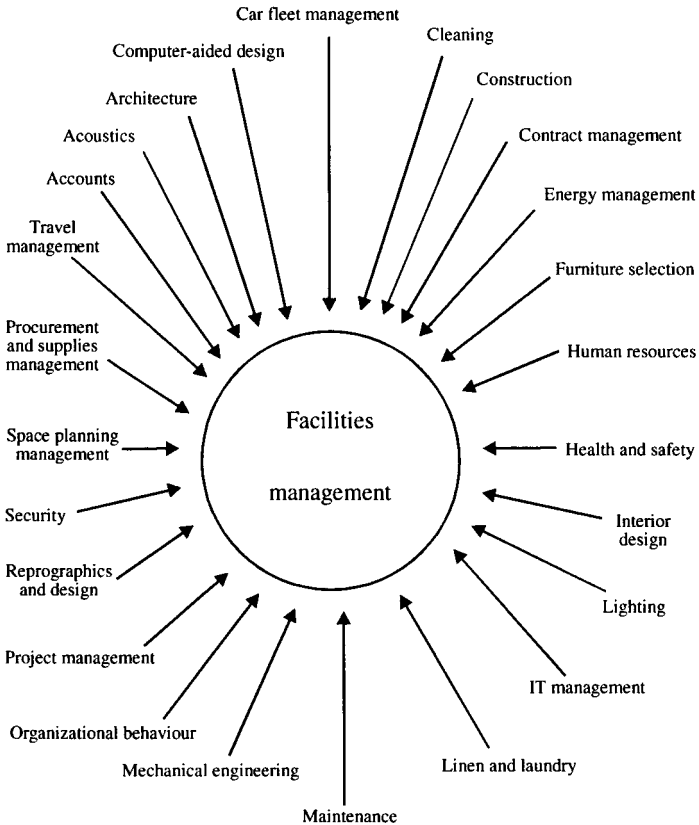 Car fleet management
Cleaning
Computer-aided design
Construction
Architecture
Contract management
Acoustics
Accounts
Energy management
Travel
management
Furniture selection
Procurement
and supplies
management
Human resources
Facilities
management
Space planning
management
Health and safety
Security
Interior
design
Reprographics
and design
Lighting
Project management
IT management
Organizational behaviour
Mechanical engineering
Linen and laundry
Maintenance